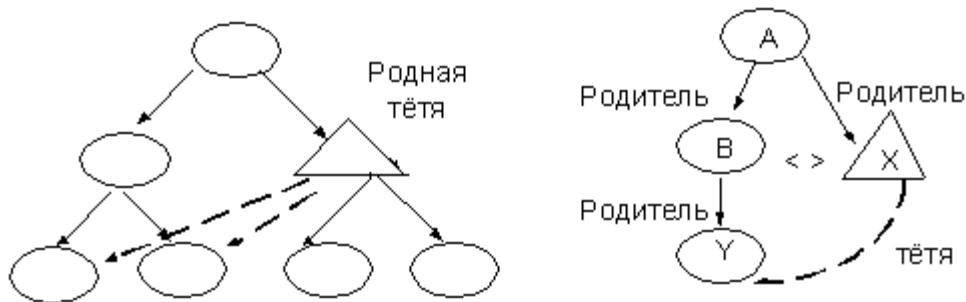 Родная
тётя
A
Родитель
Родитель
B
< >
X
Родитель
Y
тётя